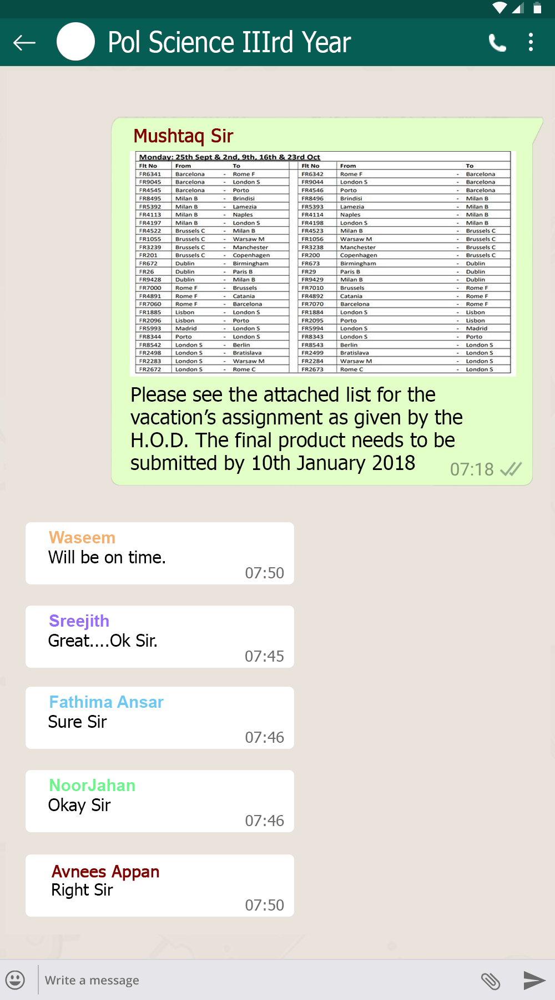 Pol Science IIIrd Year
Mushtaq Sir
Monday: 25th Sept & 2nd, 9th, 16th & 23rd Oct
Flt No From To Flt No From To
FR6341 Barcelona - Rome F FR6342 Rome F - Barcelona
FR9045 Barcelona - London S FR9044 London S - Barcelona
FR4545 Barcelona - Porto FR4546 Porto - Barcelona
FR8495 Milan B - Brindisi FR8496 Brindisi - Milan B
FR5392 Milan B - Lamezia FR5393 Lamezia - Milan B
FR4113 Milan B - Naples FR4114 Naples - Milan B
FR4197 Milan B - London S FR4198 London S - Milan B
FR4522 Brussels C - Milan B FR4523 Milan B - Brussels C
FR1055 Brussels C - Warsaw M FR1056 Warsaw M - Brussels C
FR3239 Brussels C - Manchester FR3238 Manchester - Brussels C
FR201 Brussels C - Copenhagen FR200 Copenhagen - Brussels C
FR672 Dublin - Birmingham FR673 Birmingham - Dublin
FR26 Dublin - Paris B FR29 Paris B - Dublin
FR9428 Dublin - Milan B FR9429 Milan B - Dublin
FR7000 Rome F - Brussels FR7010 Brussels - Rome F
FR4891 Rome F - Catania FR4892 Catania - Rome F
FR7060 Rome F - Barcelona FR7070 Barcelona - Rome F
FR1885 Lisbon - London S FR1884 London S - Lisbon
FR2096 Lisbon - Porto FR2095 Porto - Lisbon
FR5993 Madrid - London S FR5994 London S - Madrid
FR8344 Porto - London S FR8343 London S - Porto
FR8542 London S - Berlin FR8543 Berlin - London S
FR2498 London S - Bratislava FR2499 Bratislava - London S
FR2283 London S - Warsaw M FR2284 Warsaw M - London S
FR2672 London S - Rome C FR2673 Rome C - London S
Please see the attached list for the
vacation’s assignment as given by the
H.O.D. The final product needs to be
submitted by 10th January 2018
07:18
Waseem
Will be on time.
07:50
Sreejith
Great....Ok Sir.
07:45
Fathima Ansar
Sure Sir
07:46
NoorJahan
Okay Sir
07:46
Avnees Appan
Right Sir
07:50
Write a message